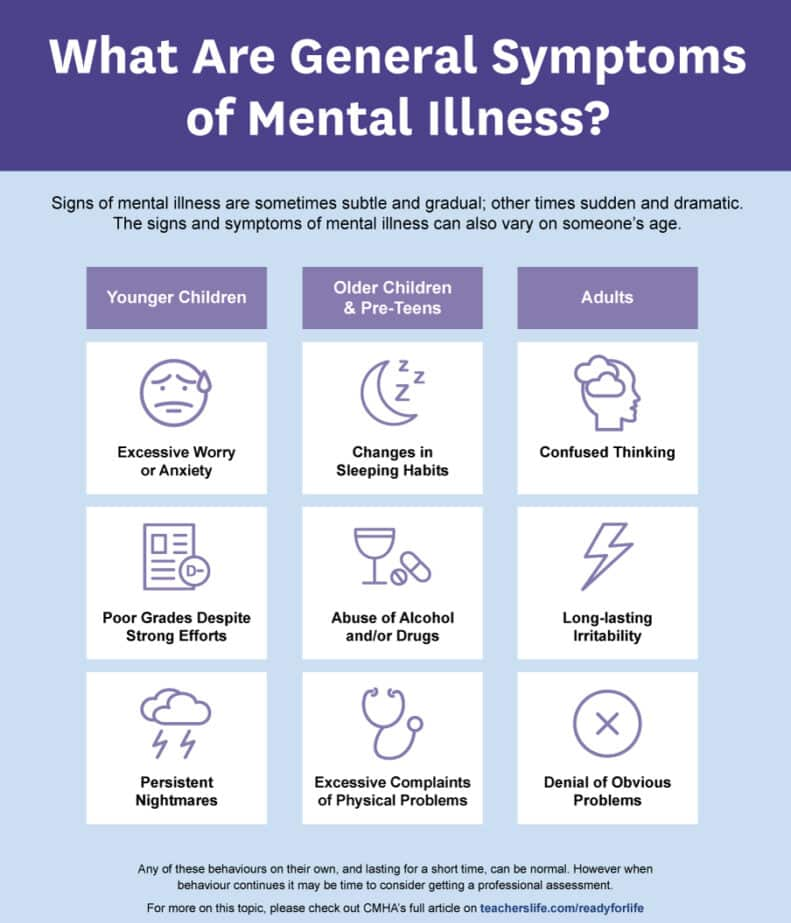 What Are General Symptoms
of Mental Illness?
Signs of mental illness are sometimes subtle and gradual; other times sudden and dramatic.
The signs and symptoms of mental illness can also vary on someone's age.
Younger Children
Older Children
& Pre-Teens
Adults
Excessive Worry
or Anxiety
z
z
z
Changes in
Sleeping Habits
Confused Thinking
D-
Poor Grades Despite
Strong Efforts
Abuse of Alcohol
and/or Drugs
Long-lasting
Irritability
Persistent
Nightmares
Excessive Complaints
of Physical Problems
Denial of Obvious
Problems
Any of these behaviours on their own, and lasting for a short time, can be normal. However when
behaviour continues it may be time to consider getting a professional assessment.
For more on this topic, please check out CMHA's full article on teacherslife.com/readyforlife